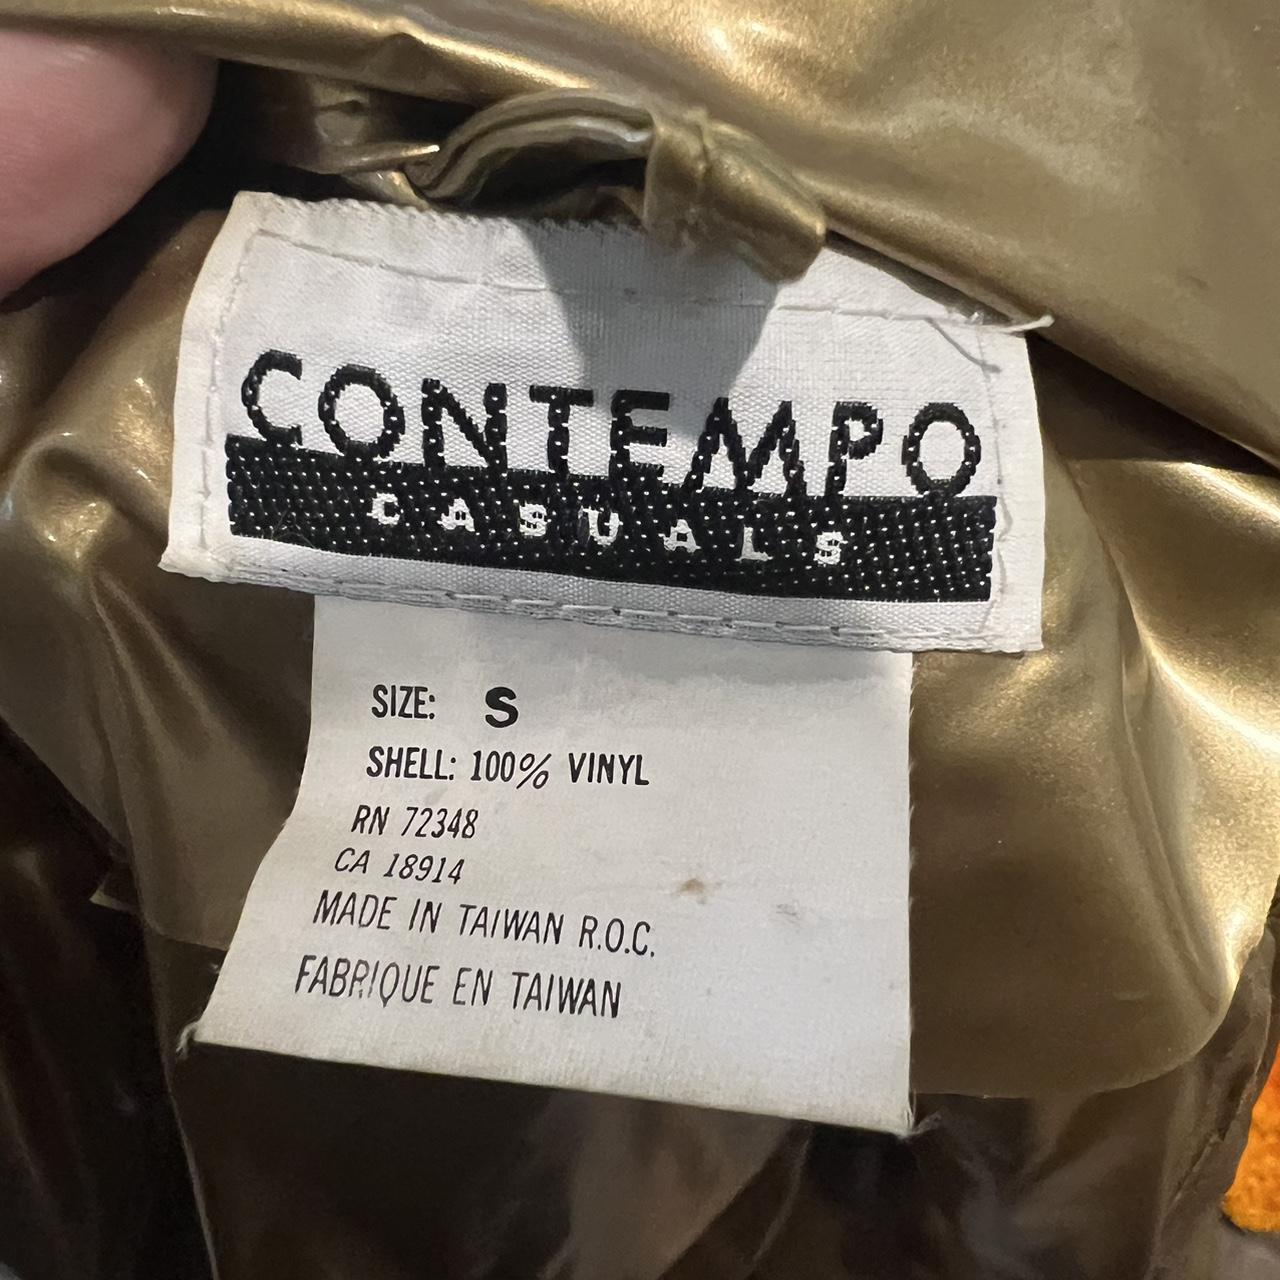 CONTEMPO
CASUALS
SIZE: S
SHELL: 100% VINYL
RN 72348
CA 18914
MADE IN TAIWAN R.O.C.
FABRIQUE EN TAIWAN